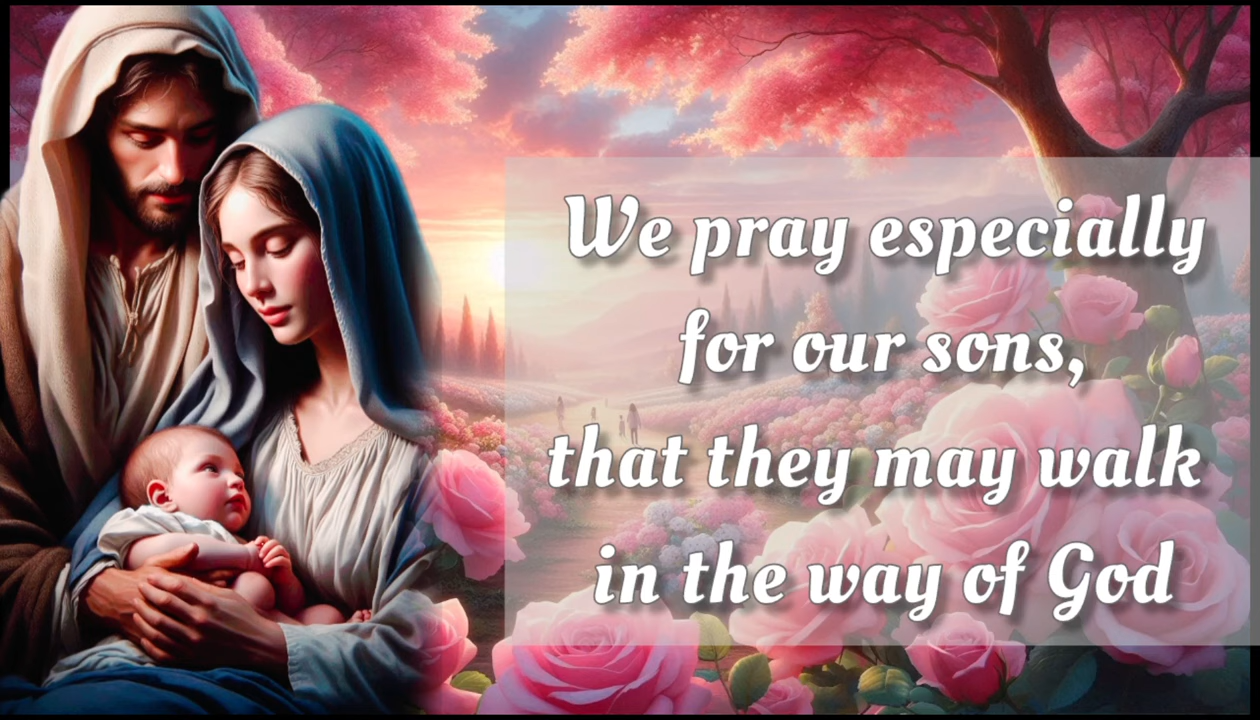 We pray especially
for our sons,
that they may walk
in the way of God